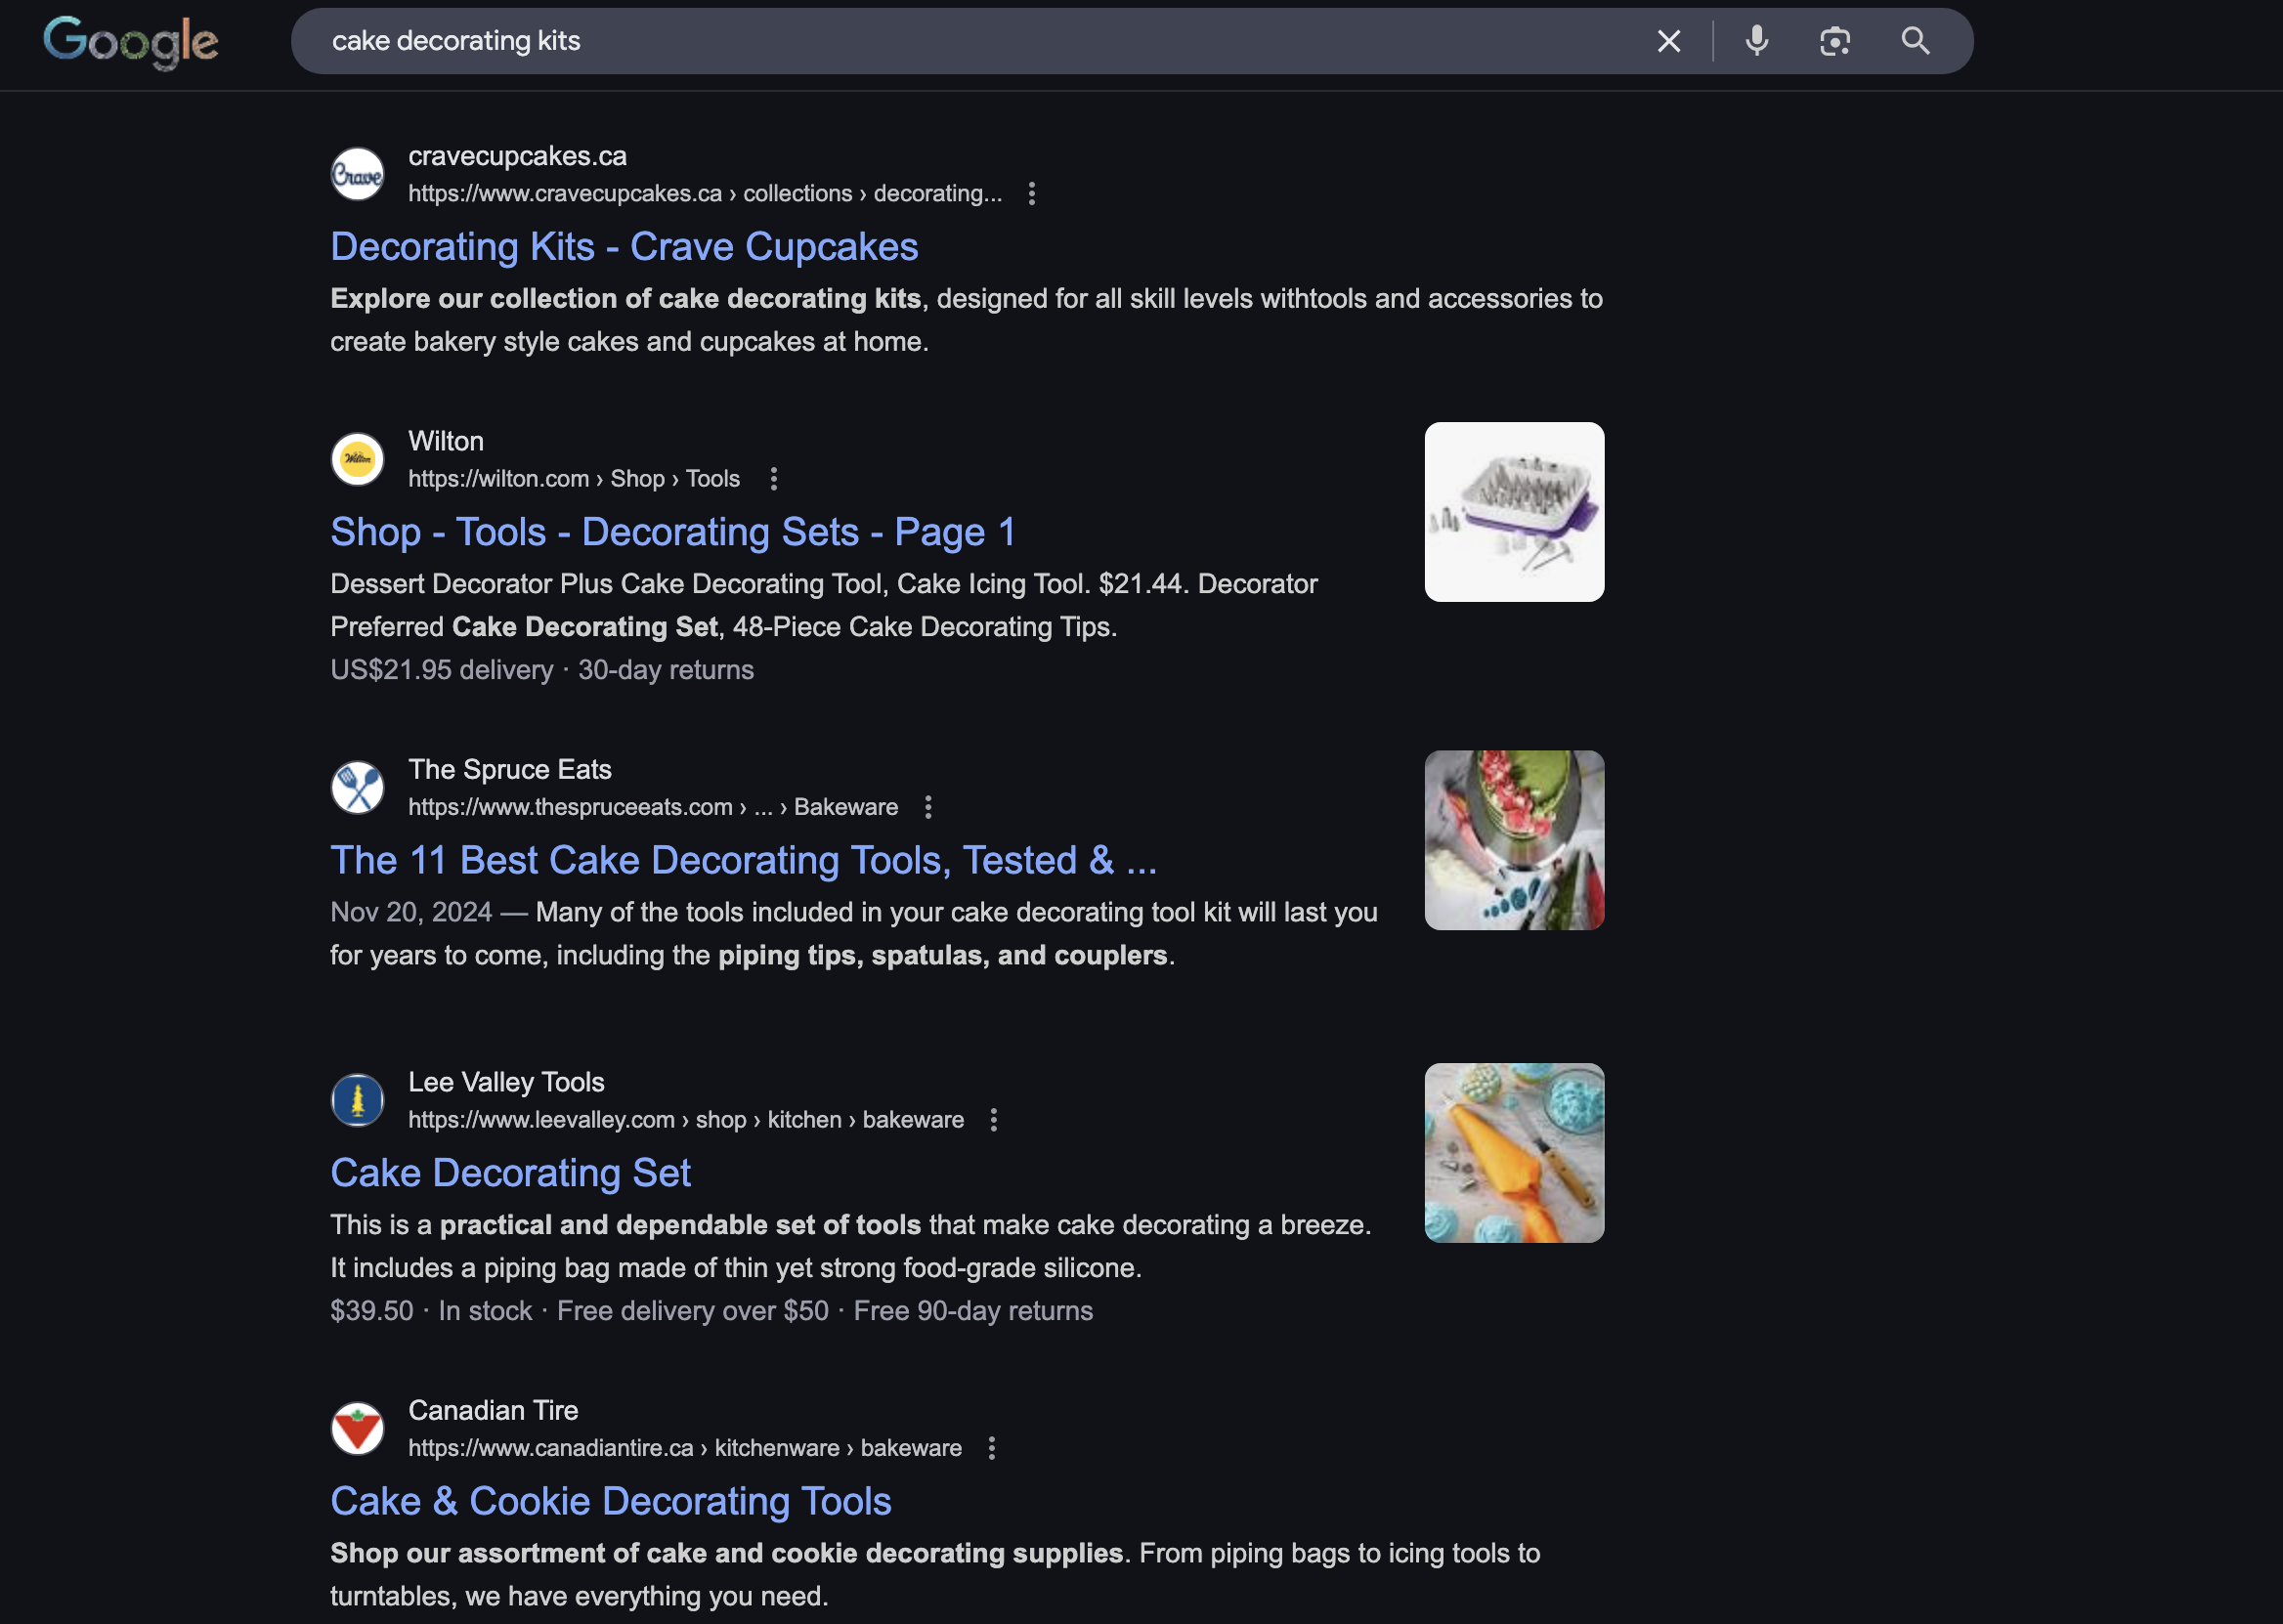 Google
cake decorating kits
Crave
cravecupcakes.ca
https://www.cravecupcakes.ca › collections › decorating...
Decorating Kits - Crave Cupcakes
Explore our collection of cake decorating kits, designed for all skill levels withtools and accessories to
create bakery style cakes and cupcakes at home.
Wilton
Wilton
https://wilton.com › Shop › Tools
Shop - Tools - Decorating Sets - Page 1
Dessert Decorator Plus Cake Decorating Tool, Cake Icing Tool. $21.44. Decorator
Preferred Cake Decorating Set, 48-Piece Cake Decorating Tips.
US$21.95 delivery · 30-day returns
The Spruce Eats
https://www.thespruceeats.com › ... › Bakeware
The 11 Best Cake Decorating Tools, Tested & ...
Nov 20, 2024 — Many of the tools included in your cake decorating tool kit will last you
for years to come, including the piping tips, spatulas, and couplers.
Lee Valley Tools
https://www.leevalley.com › shop › kitchen › bakeware
Cake Decorating Set
This is a practical and dependable set of tools that make cake decorating a breeze.
It includes a piping bag made of thin yet strong food-grade silicone.
$39.50 · In stock · Free delivery over $50 · Free 90-day returns
Canadian Tire
https://www.canadiantire.ca › kitchenware › bakeware
Cake & Cookie Decorating Tools
Shop our assortment of cake and cookie decorating supplies. From piping bags to icing tools to
turntables, we have everything you need.